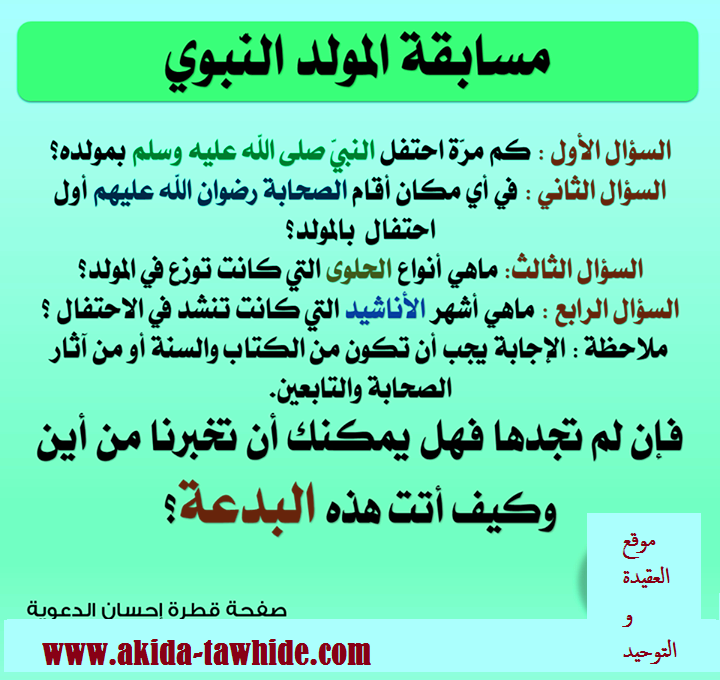 مسابقة المولد النبوي
السؤال الأول : كم مرّة احتفل النبيّ صلى الله عليه وسلم بمولده؟
السؤال الثاني : في أي مكان أقام الصحابة رضوان الله عليهم أول
احتفال بالمولد؟
السؤال الثالث: ماهي أنواع الحلوى التي كانت توزع في المولد؟
السؤال الرابع : ماهي أشهر الأناشيد التي كانت تنشد في الاحتفال ؟
ملاحظة : الإجابة يجب أن تكون من الكتاب والسنة أو من آثار
الصحابة والتابعين.
فإن لم تجدها فهل يمكنك أن تخبرنا من أين
وكيف أتت هذه البدعة؟
موقع
العقيدة
و
التوحيد
صفحة قطرة إحسان الدعوية
www.akida-tawhide.com